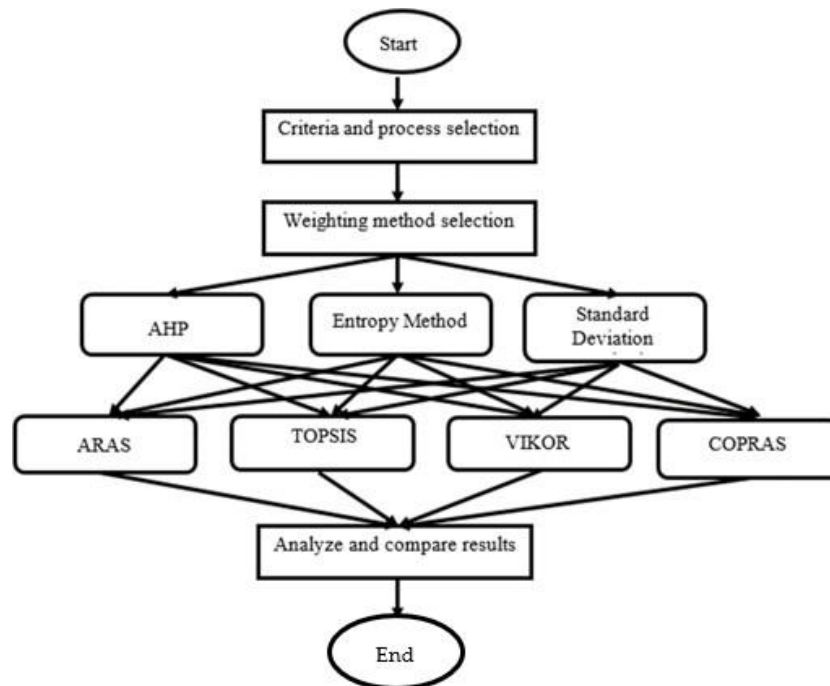 Start
Criteria and process selection
Weighting method selection
AHP
Entropy Method
Standard
Deviation
ARAS
TOPSIS
VIKOR
COPRAS
Analyze and compare results
End